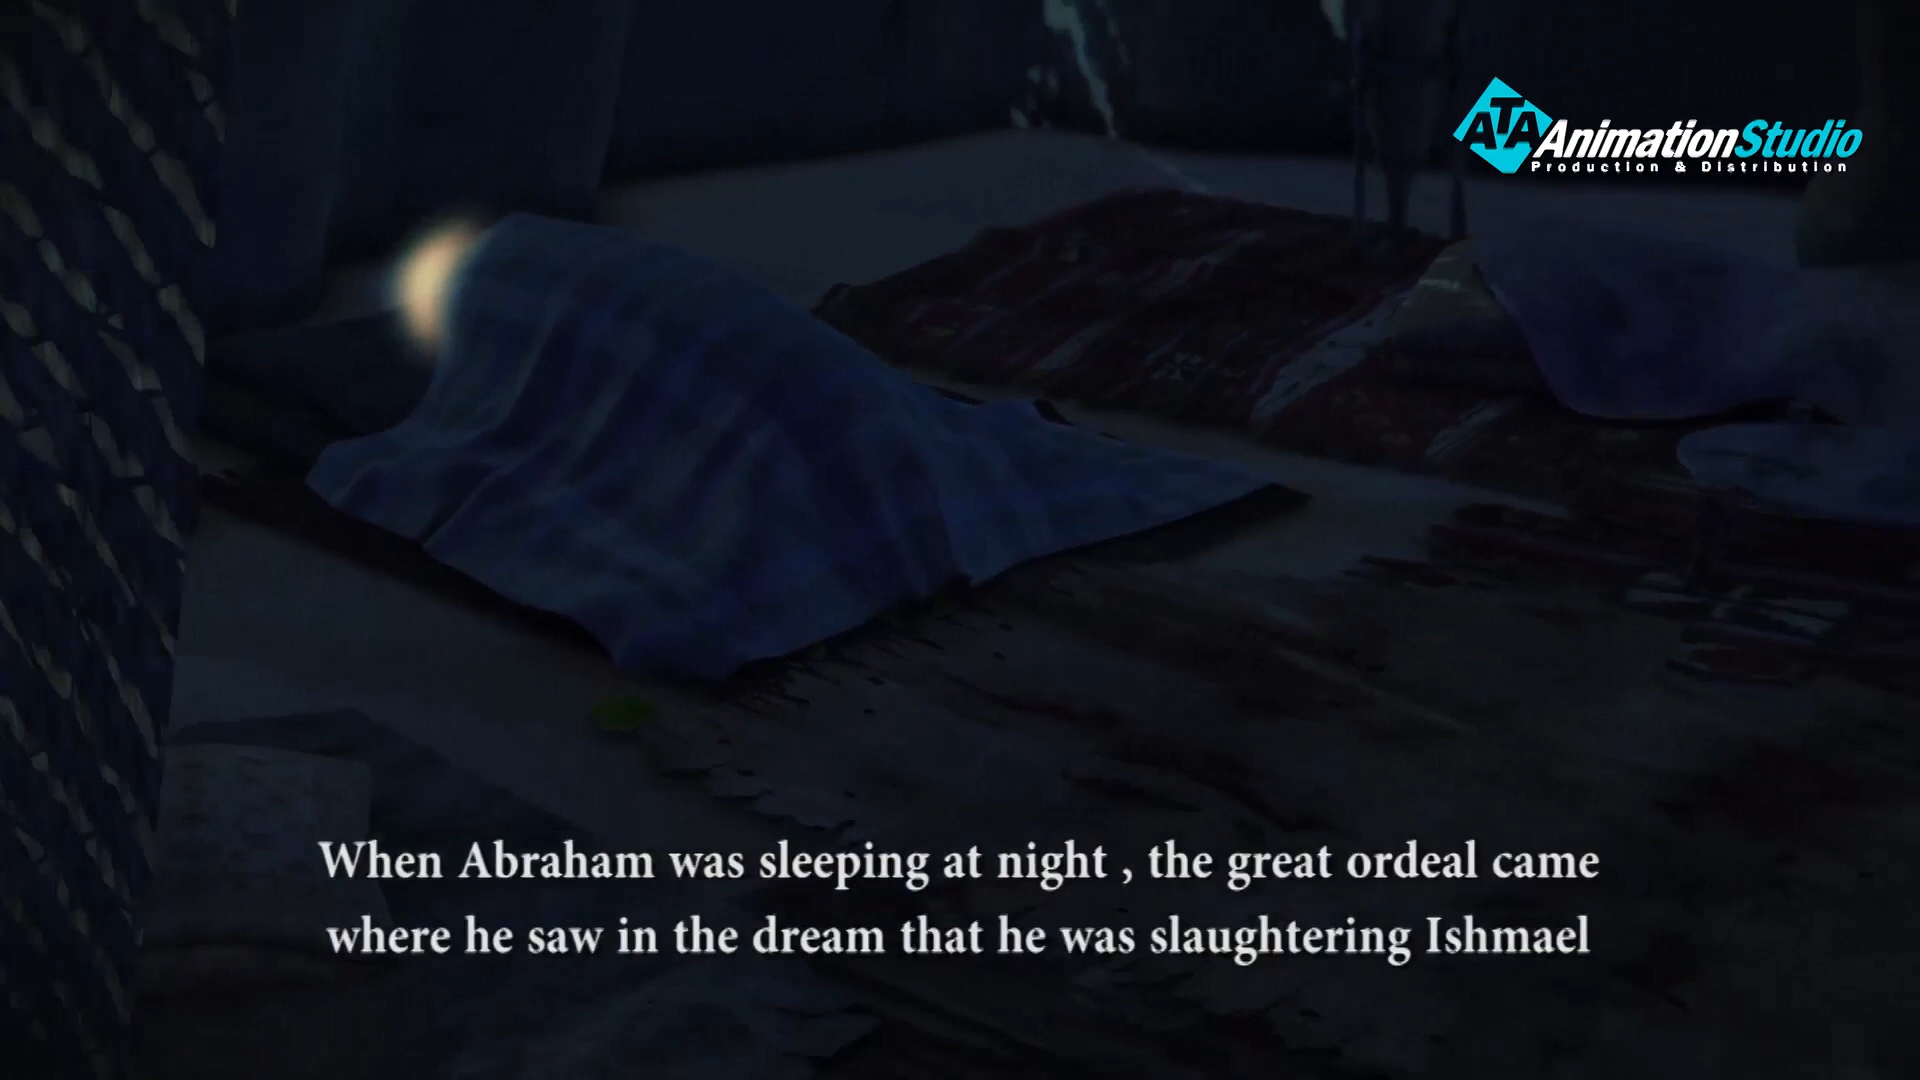 ATA AnimationStudio
Production & Distribution
When Abraham was sleeping at night , the great ordeal came
where he saw in the dream that he was slaughtering Ishmael